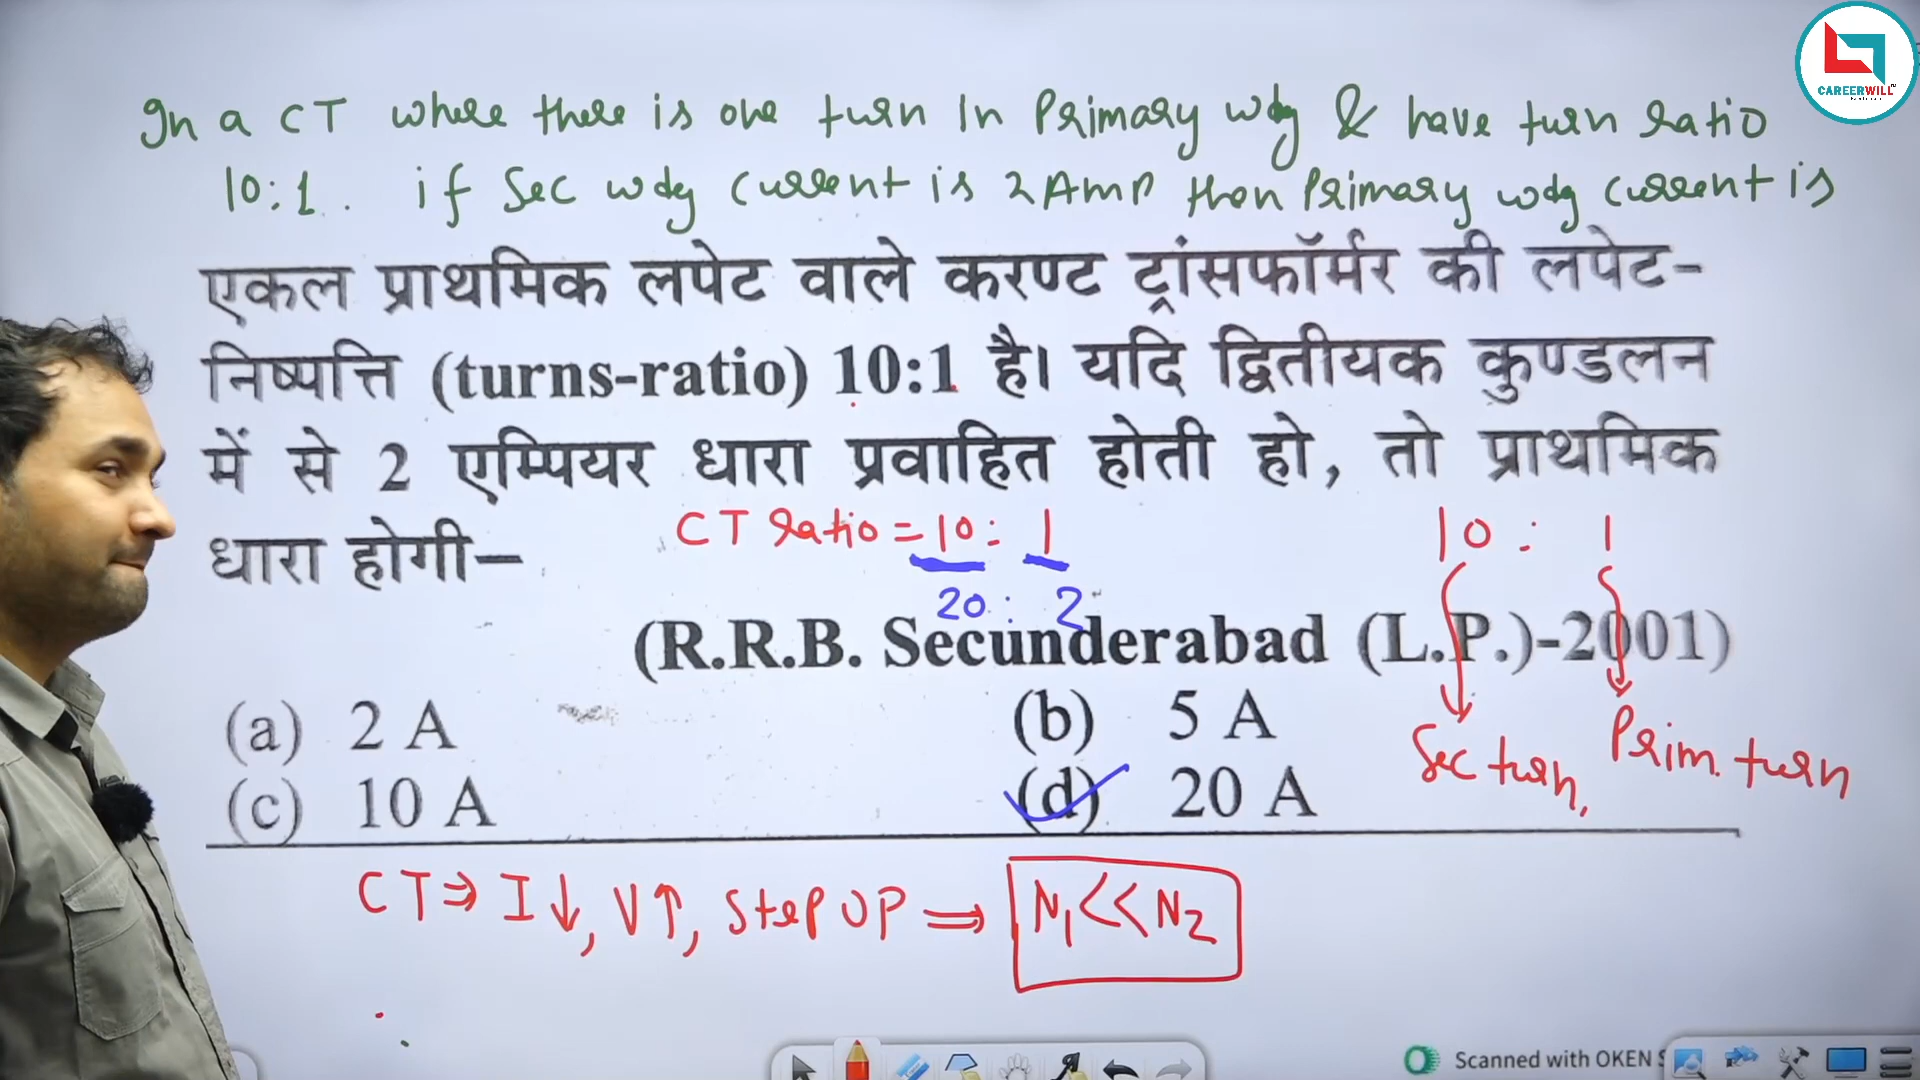 CAREERWILL
In a CT where there is one turn In Primary wdg & have turn ratio
10:1. if Sec wdg current is 2 Amp then Primary wdg current is
एकल प्राथमिक लपेट वाले करण्ट ट्रांसफॉर्मर की लपेट-
निष्पत्ति (turns-ratio) 10:1 है। यदि द्वितीयक कुण्डलन
में से 2 एम्पियर धारा प्रवाहित होती हो, तो प्राथमिक
धारा होगी–
CT ratio = 10 : 1
20 : 2
10 : 1
(R.R.B. Secunderabad (L.P.)-2001)
(a) 2 A (b) 5 A
(c) 10 A (d) 20 A
Sec turn,
Prim. turn
CT ⇒ I↓, V↑, Step UP ⇒ N₁ << N₂
Scanned with OKEN S